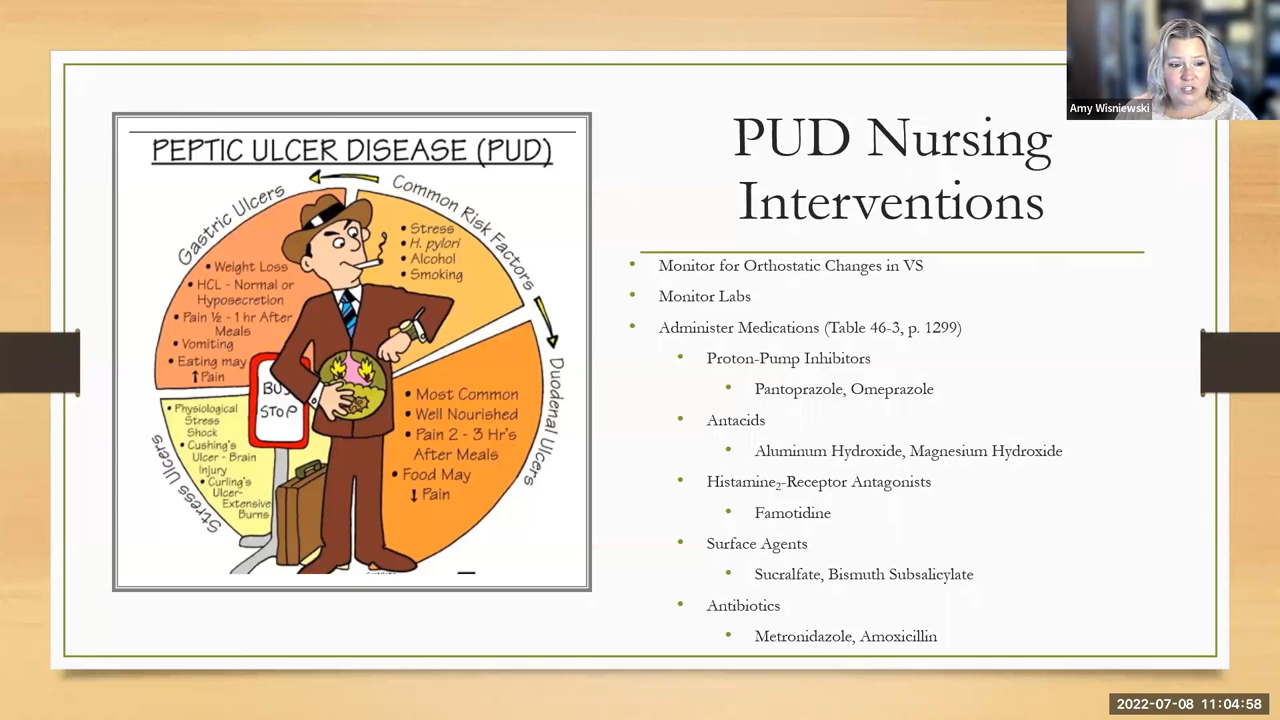 PEPTIC ULCER DISEASE (PUD)
Gastric Ulcers
• Weight Loss
• HCL - Normal or
Hyposecretion
• Pain ½ - 1 hr After
Meals
• Vomiting
• Eating may
↑Pain
Common Risk Factors
• Stress
• H. pylori
• Alcohol
• Smoking
Duodenal Ulcers
• Most Common
• Well Nourished
• Pain 2 - 3 Hr's
After Meals
• Food May
↓ Pain
Stress Ulcers
• Physiological
Stress
Shock
• Cushing's
Ulcer - Brain
Injury
• Curling's
Ulcer-
Extensive
Burns
STOP
PUD Nursing
Interventions
• Monitor for Orthostatic Changes in VS
• Monitor Labs
• Administer Medications (Table 46-3, p. 1299)
• Proton-Pump Inhibitors
• Pantoprazole, Omeprazole
• Antacids
• Aluminum Hydroxide, Magnesium Hydroxide
• Histamine₂-Receptor Antagonists
• Famotidine
• Surface Agents
• Sucralfate, Bismuth Subsalicylate
• Antibiotics
• Metronidazole, Amoxicillin
Amy Wisniewski
2022-07-08 11:04:58